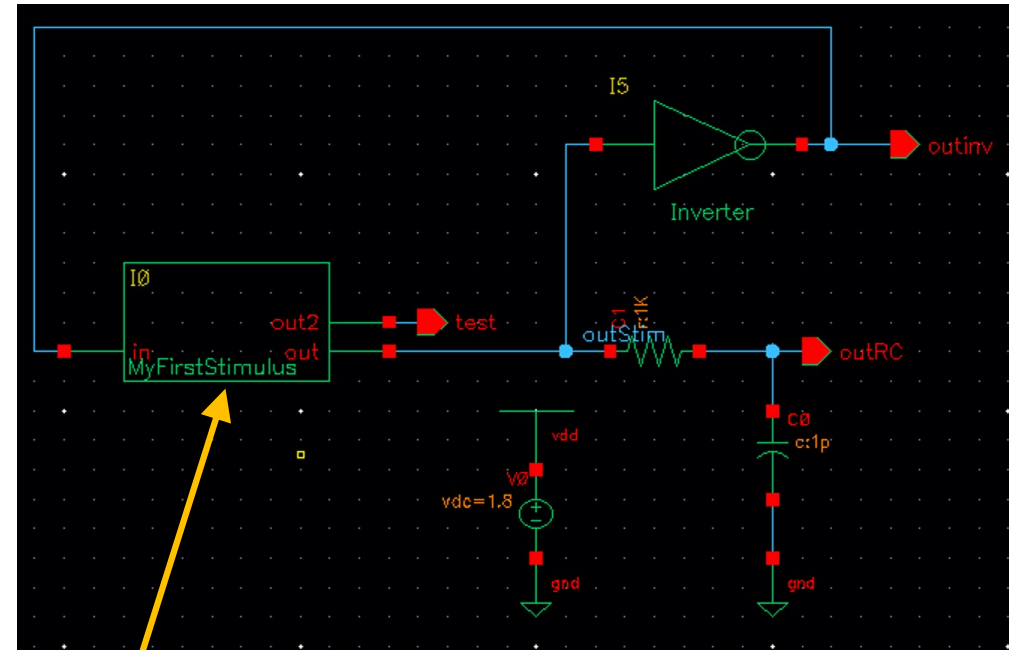 I5
outinv
Inverter
I0
out2
test
r:1K
outStim
in
out
outRC
MyFirstStimulus
C0
vdd
c:1p
V0
vdc=1.8
gnd
gnd